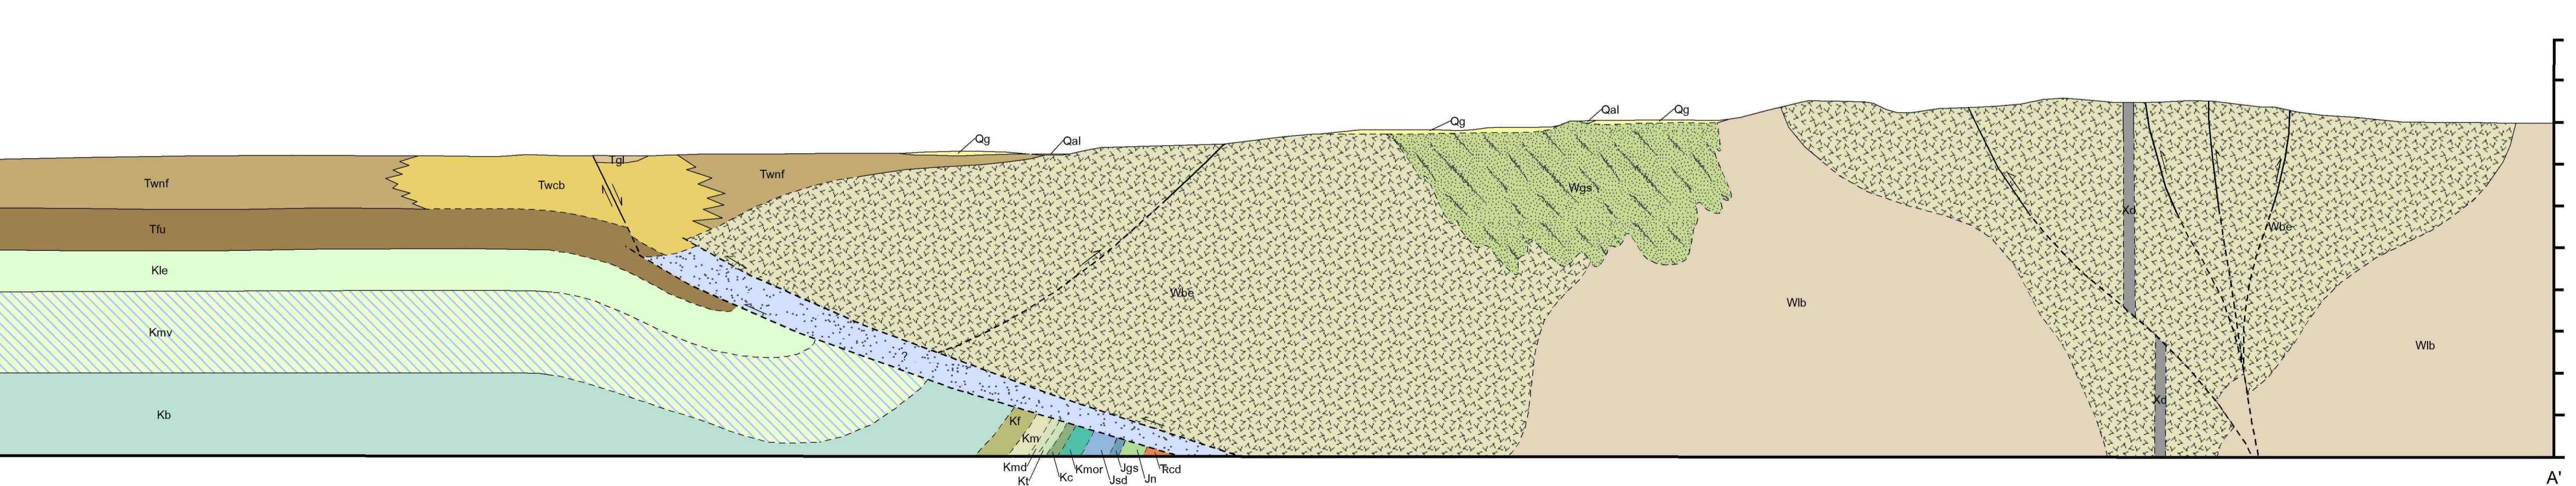 Qg
Qal
Qg
Qal
Qg
Tgl
Twnf
Twcb
Twnf
Wgs
Xd
Tfu
Wbe
Kle
Wbe
Wlb
Kmv
?
Wlb
Xd
Kb
Kf
Km
Kmd
Kmor
Jgs
Ʀcd
Kt
Kc
Jsd
Jn
A'